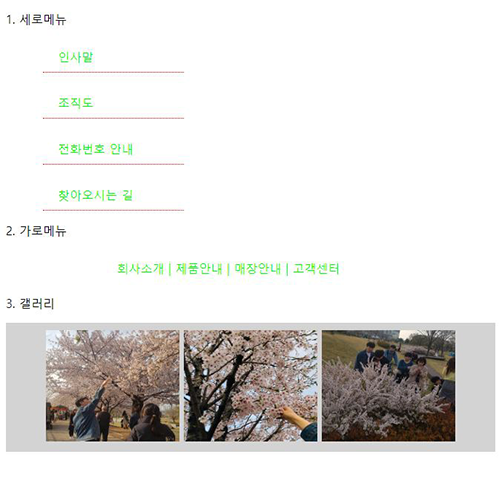 1. 세로메뉴
인사말
조직도
전화번호 안내
찾아오시는 길
2. 가로메뉴
회사소개 | 제품안내 | 매장안내 | 고객센터
3. 갤러리